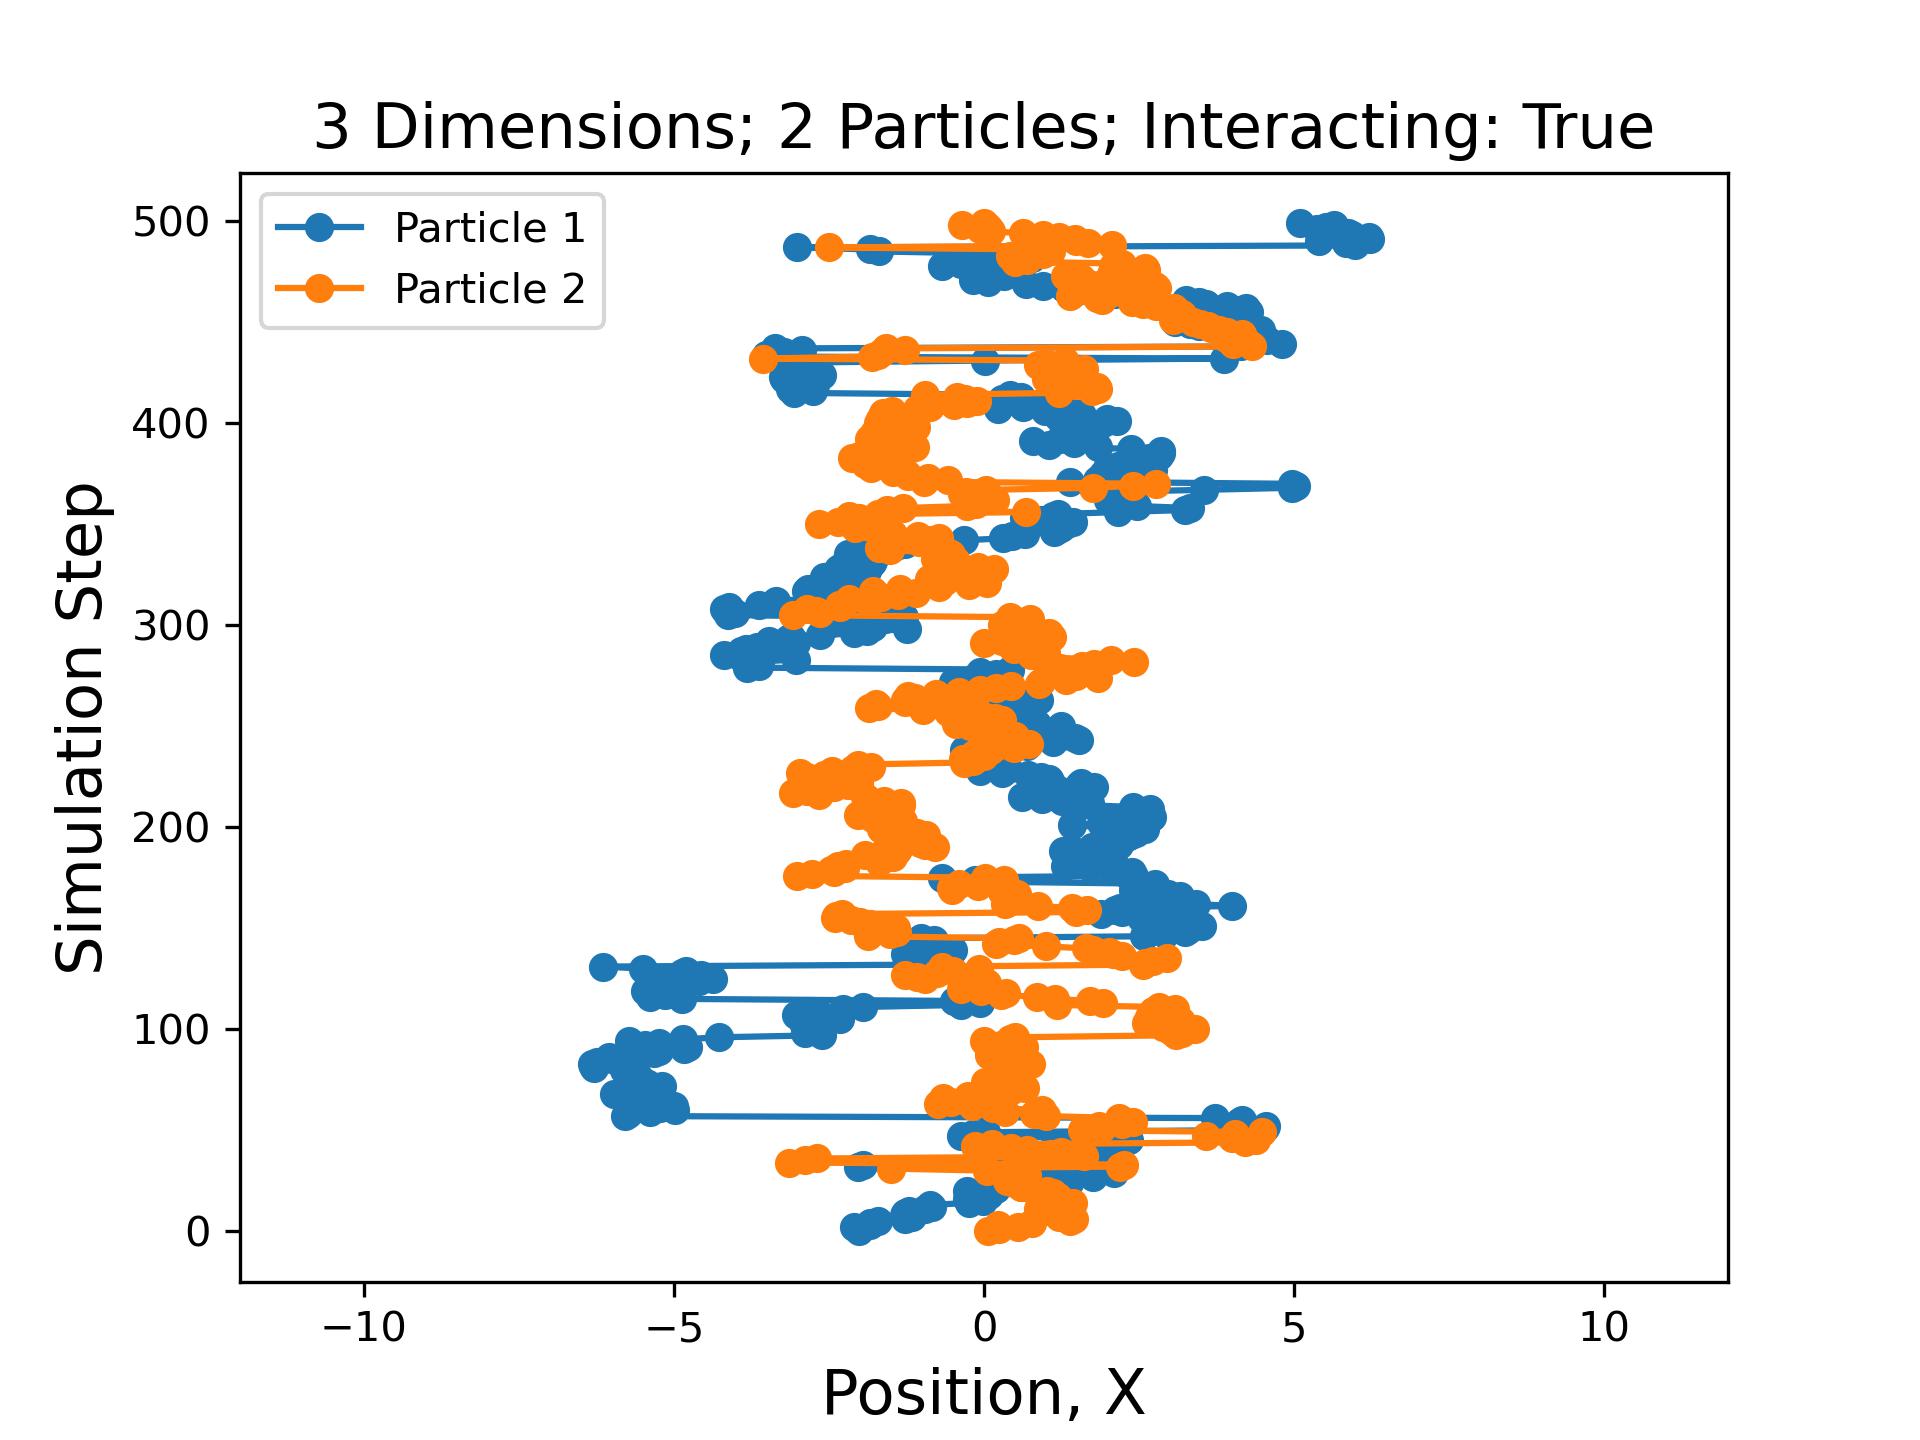 3 Dimensions; 2 Particles; Interacting: True
Particle 1
Particle 2
500
400
300
200
100
0
Simulation Step
−10
−5
0
5
10
Position, X